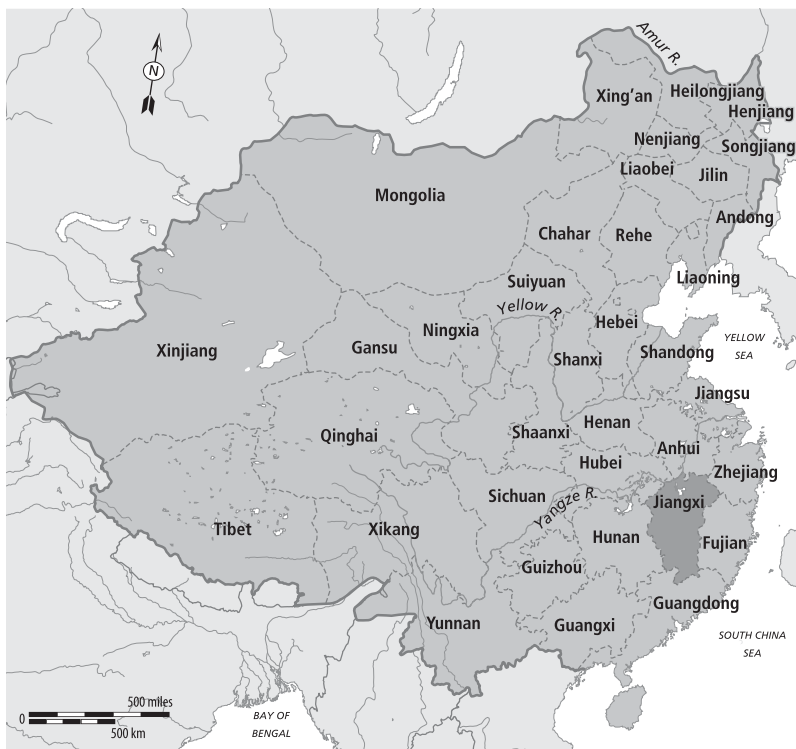 N
Amur R.
Xing'an
Heilongjiang
Henjiang
Nenjiang
Songjiang
Liaobei
Jilin
Mongolia
Andong
Chahar
Rehe
Liaoning
Suiyuan
Yellow R.
Hebei
Ningxia
YELLOW
SEA
Xinjiang
Gansu
Shanxi
Shandong
Jiangsu
Henan
Qinghai
Shaanxi
Anhui
Hubei
Zhejiang
Sichuan
Yangze R.
Jiangxi
Tibet
Xikang
Hunan
Fujian
Guizhou
Guangdong
Yunnan
Guangxi
SOUTH CHINA
SEA
500 miles
0
500 km
BAY OF
BENGAL